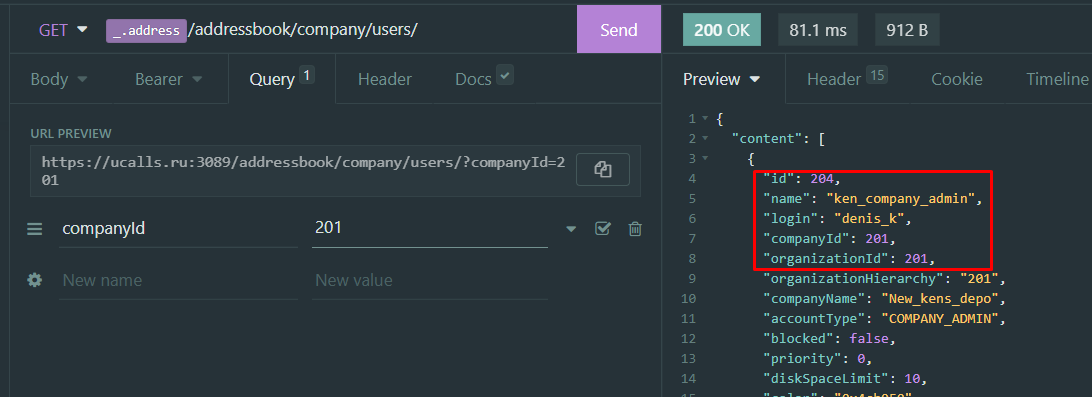 GET _.address/addressbook/company/users/ Send
200 OK 81.1 ms 912 B
Body Bearer Query 1 Header Docs
Preview Header 15 Cookie Timeline
URL PREVIEW
https://ucalls.ru:3089/addressbook/company/users/?companyId=2
01
companyId 201
New name New value
1 {
2 "content": [
3 {
4 "id": 204,
5 "name": "ken_company_admin",
6 "login": "denis_k",
7 "companyId": 201,
8 "organizationId": 201,
9 "organizationHierarchy": "201",
10 "companyName": "New_kens_depo",
11 "accountType": "COMPANY_ADMIN",
12 "blocked": false,
13 "priority": 0,
14 "diskSpaceLimit": 10,